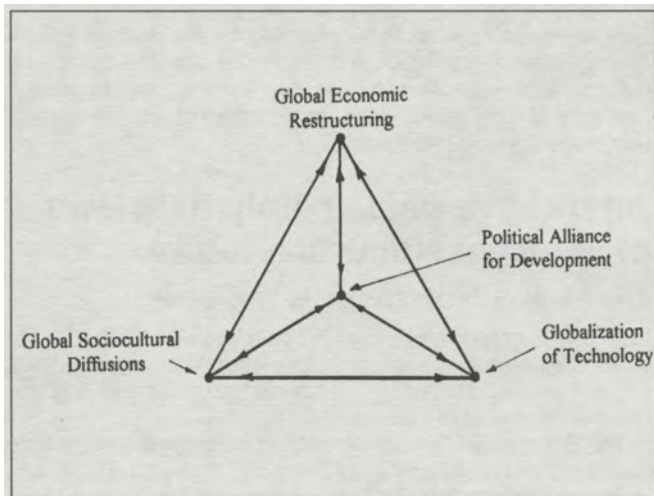 Global Economic
Restructuring
Political Alliance
for Development
Global Sociocultural
Diffusions
Globalization
of Technology